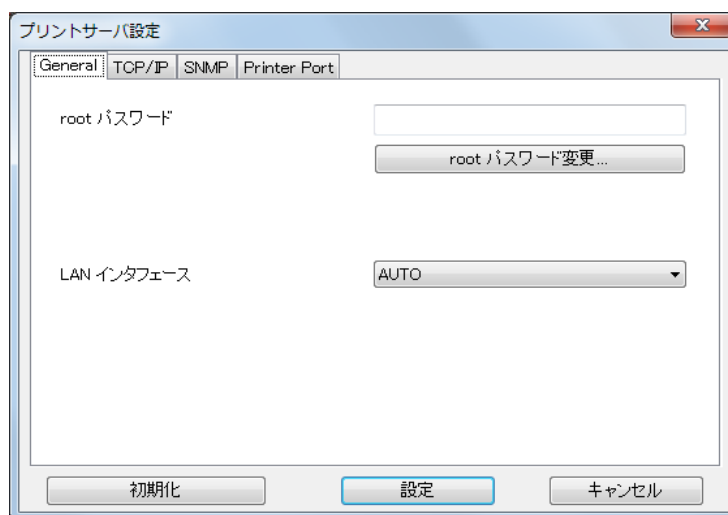 プリントサーバ設定
General TCP/IP SNMP Printer Port
root パスワード
root パスワード変更...
LAN インタフェース AUTO
初期化 設定 キャンセル